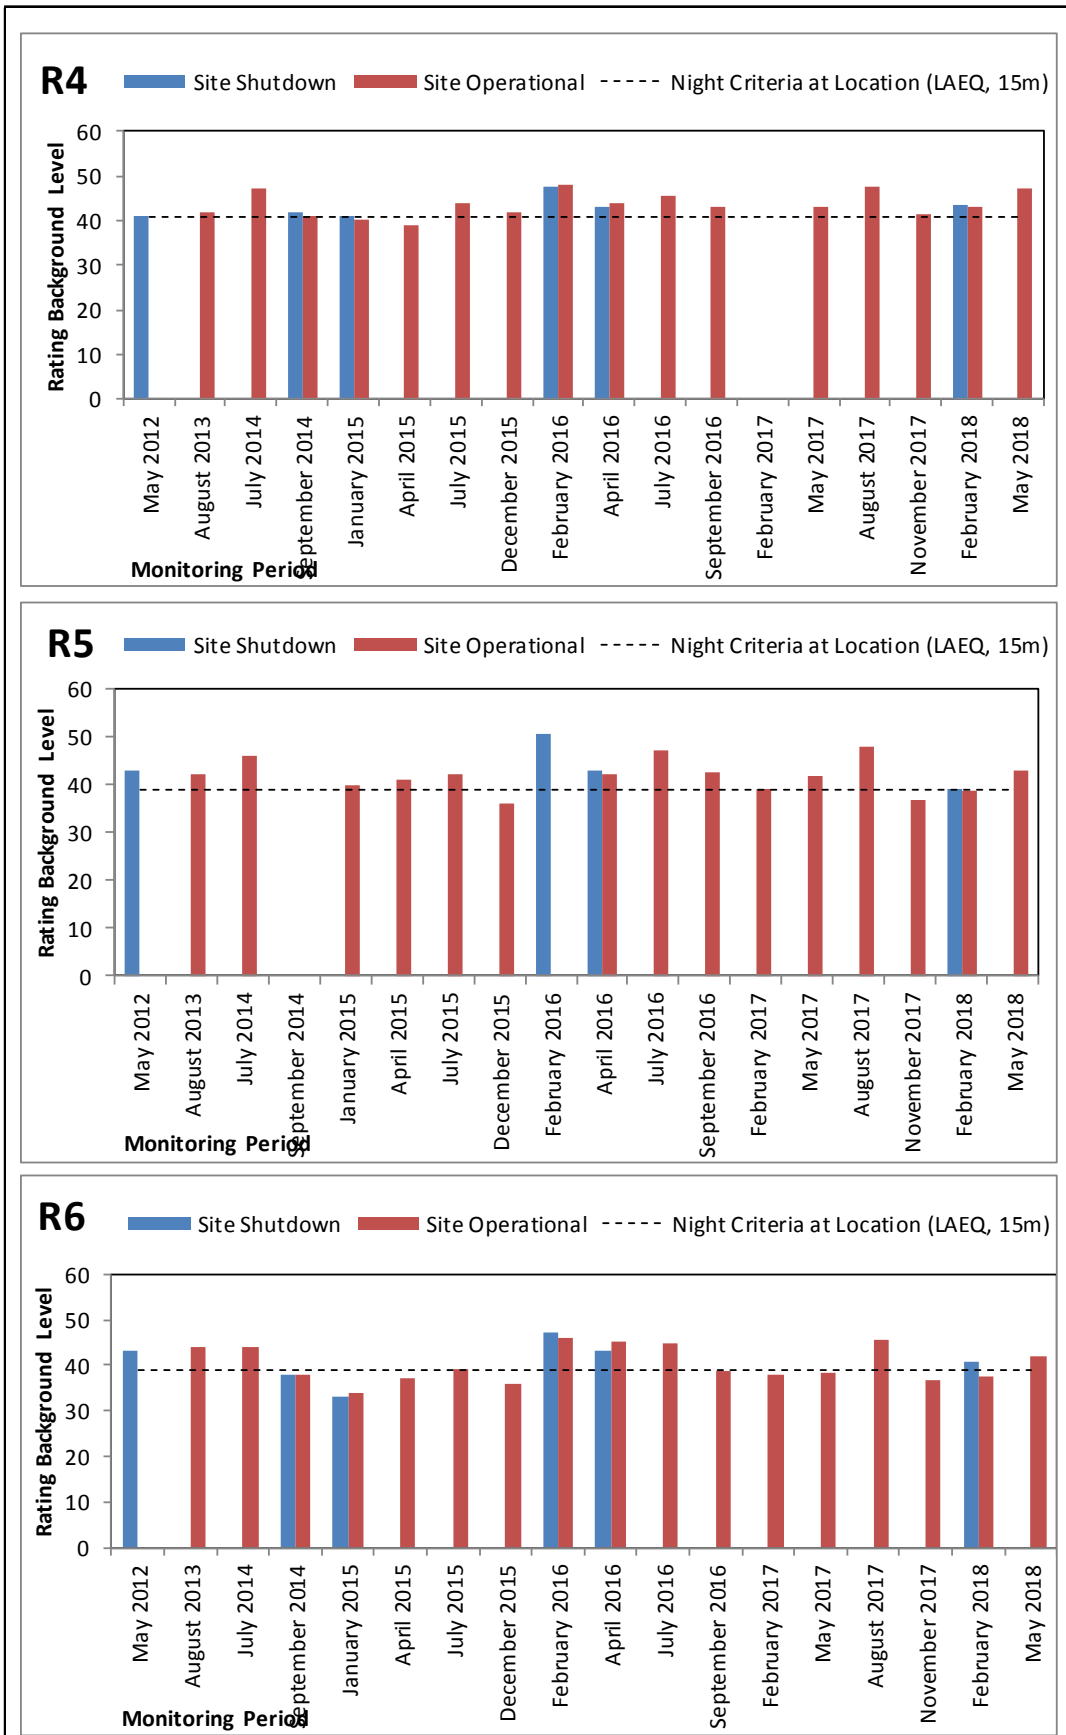 R4 Site Shutdown Site Operational Night Criteria at Location (LAEQ, 15m)
Rating Background Level
60
50
40
30
20
10
0
May 2012
August 2013
July 2014
September 2014
January 2015
April 2015
July 2015
December 2015
February 2016
April 2016
July 2016
September 2016
February 2017
May 2017
August 2017
November 2017
February 2018
May 2018
Monitoring Period
R5 Site Shutdown Site Operational Night Criteria at Location (LAEQ, 15m)
Rating Background Level
60
50
40
30
20
10
0
May 2012
August 2013
July 2014
September 2014
January 2015
April 2015
July 2015
December 2015
February 2016
April 2016
July 2016
September 2016
February 2017
May 2017
August 2017
November 2017
February 2018
May 2018
Monitoring Period
R6 Site Shutdown Site Operational Night Criteria at Location (LAEQ, 15m)
Rating Background Level
60
50
40
30
20
10
0
May 2012
August 2013
July 2014
September 2014
January 2015
April 2015
July 2015
December 2015
February 2016
April 2016
July 2016
September 2016
February 2017
May 2017
August 2017
November 2017
February 2018
May 2018
Monitoring Period